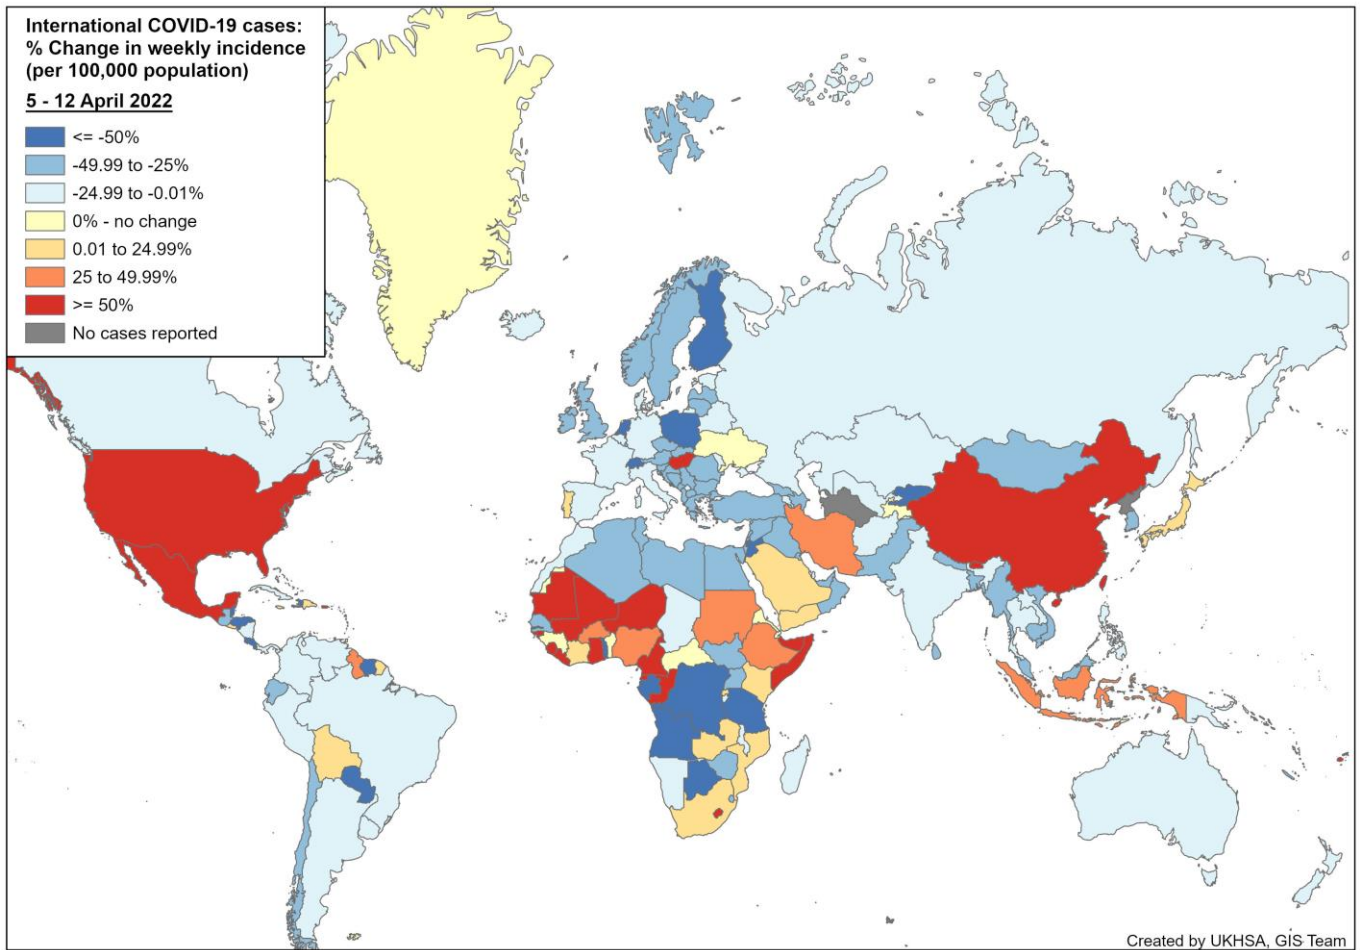 International COVID-19 cases:
% Change in weekly incidence
(per 100,000 population)
5 - 12 April 2022
<= -50%
-49.99 to -25%
-24.99 to -0.01%
0% - no change
0.01 to 24.99%
25 to 49.99%
>= 50%
No cases reported
Created by UKHSA, GIS Team